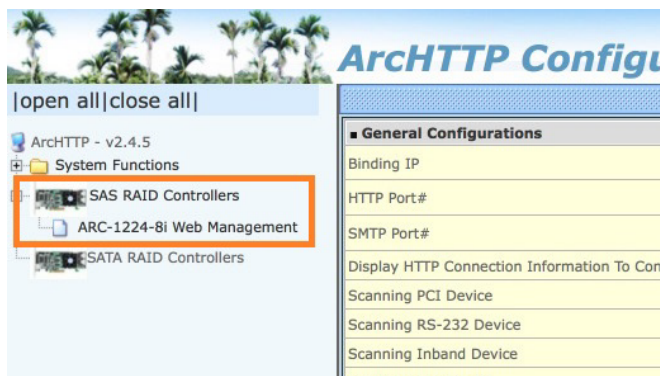 ArcHTTP Configu
|open all|close all|
ArcHTTP - v2.4.5
System Functions
SAS RAID Controllers
ARC-1224-8i Web Management
SATA RAID Controllers
General Configurations
Binding IP
HTTP Port#
SMTP Port#
Display HTTP Connection Information To Con
Scanning PCI Device
Scanning RS-232 Device
Scanning Inband Device